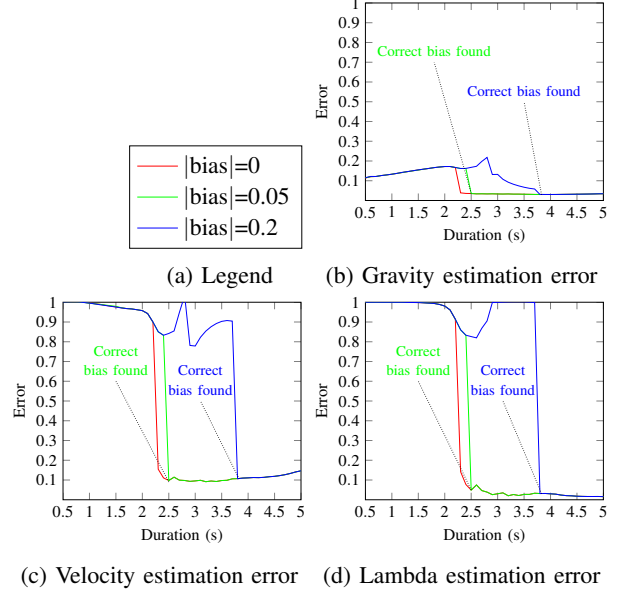 |bias|=0
|bias|=0.05
|bias|=0.2
(a) Legend
1
0.9
0.8
0.7
0.6
0.5
0.4
0.3
0.2
0.1
Error
Correct bias found
Correct bias found
0.5 1 1.5 2 2.5 3 3.5 4 4.5 5
Duration (s)
(b) Gravity estimation error
1
0.9
0.8
0.7
0.6
0.5
0.4
0.3
0.2
0.1
Error
Correct
bias found
Correct
bias found
0.5 1 1.5 2 2.5 3 3.5 4 4.5 5
Duration (s)
(c) Velocity estimation error
1
0.9
0.8
0.7
0.6
0.5
0.4
0.3
0.2
0.1
Error
Correct
bias found
Correct
bias found
0.5 1 1.5 2 2.5 3 3.5 4 4.5 5
Duration (s)
(d) Lambda estimation error